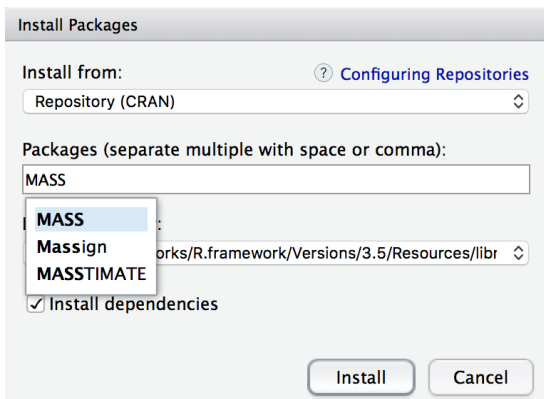 Install Packages
Install from:
? Configuring Repositories
Repository (CRAN)
Packages (separate multiple with space or comma):
MASS
MASS
Massign
MASSTIMATE
:
orks/R.framework/Versions/3.5/Resources/libr
Install dependencies
Install
Cancel